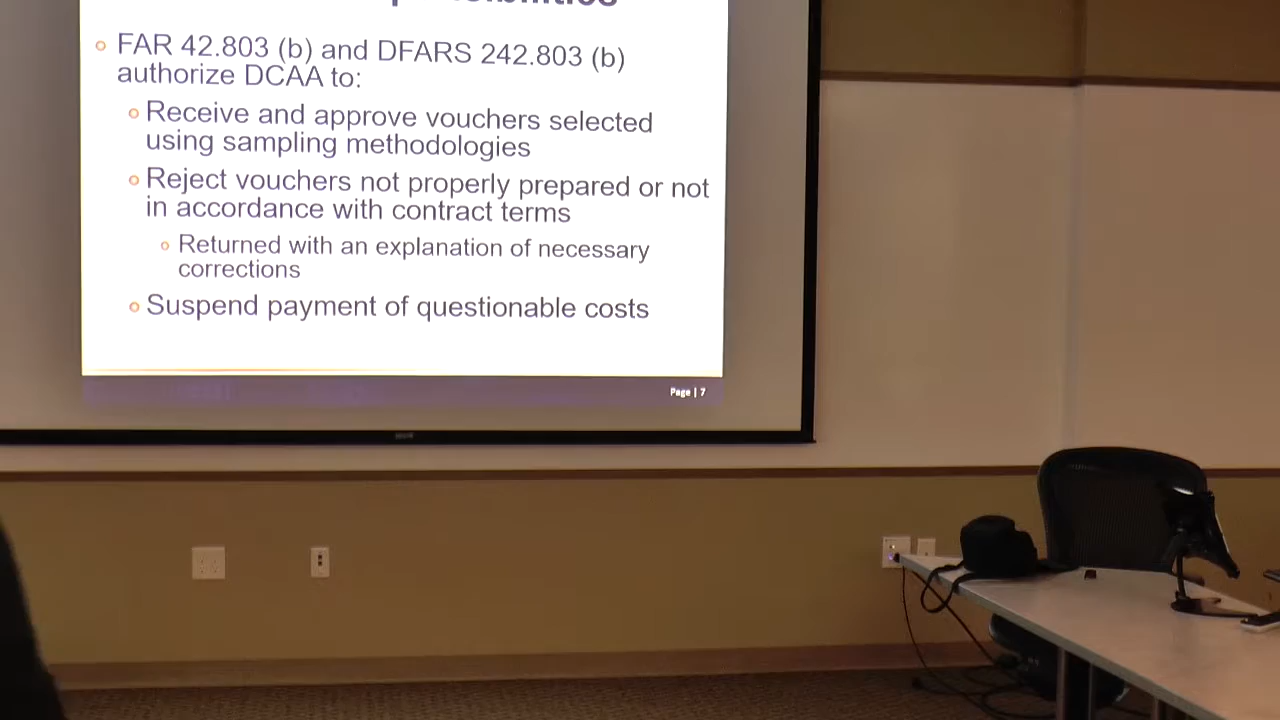 FAR 42.803 (b) and DFARS 242.803 (b)
authorize DCAA to:
Receive and approve vouchers selected
using sampling methodologies
Reject vouchers not properly prepared or not
in accordance with contract terms
Returned with an explanation of necessary
corrections
Suspend payment of questionable costs
Page | 7